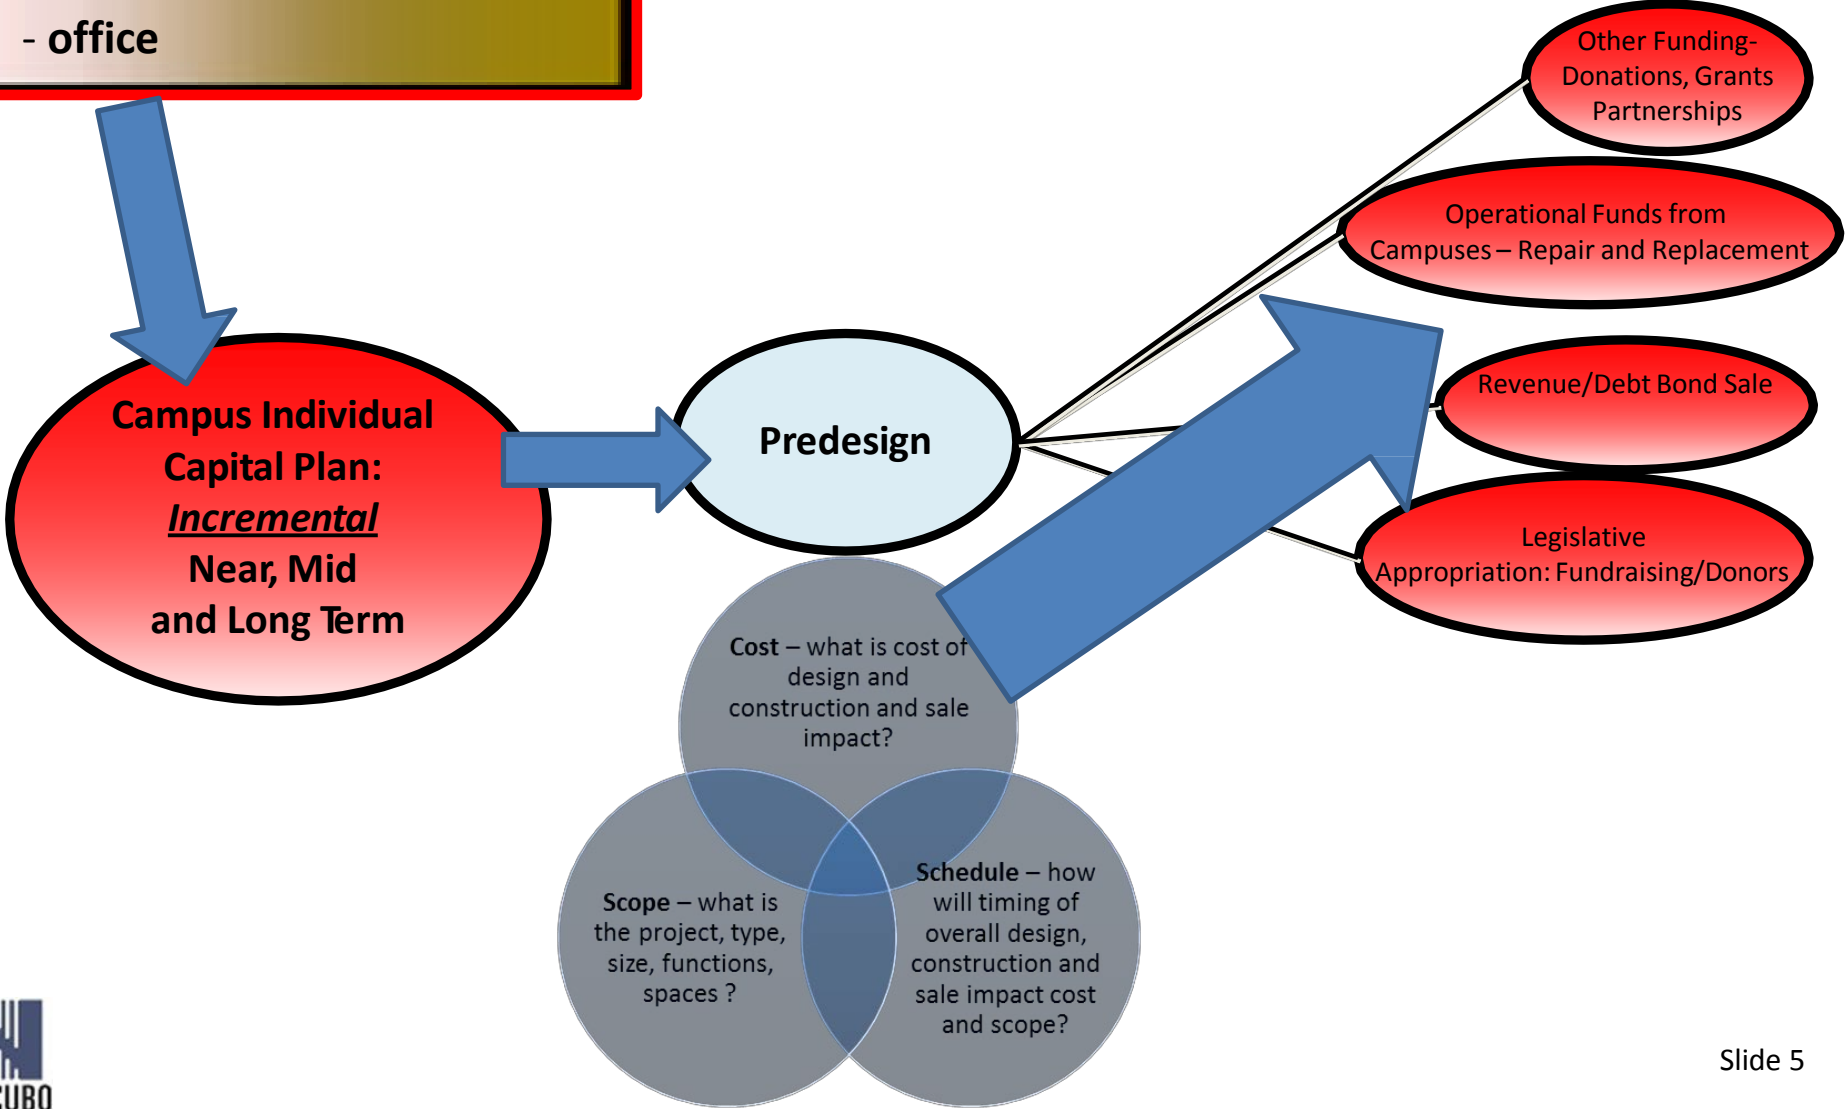 - office
Other Funding-
Donations, Grants
Partnerships
Operational Funds from
Campuses – Repair and Replacement
Revenue/Debt Bond Sale
Legislative
Appropriation: Fundraising/Donors
Campus Individual
Capital Plan:
Incremental
Near, Mid
and Long Term
Predesign
Cost – what is cost of
design and
construction and sale
impact?
Scope – what is
the project, type,
size, functions,
spaces ?
Schedule – how
will timing of
overall design,
construction and
sale impact cost
and scope?
Slide 5